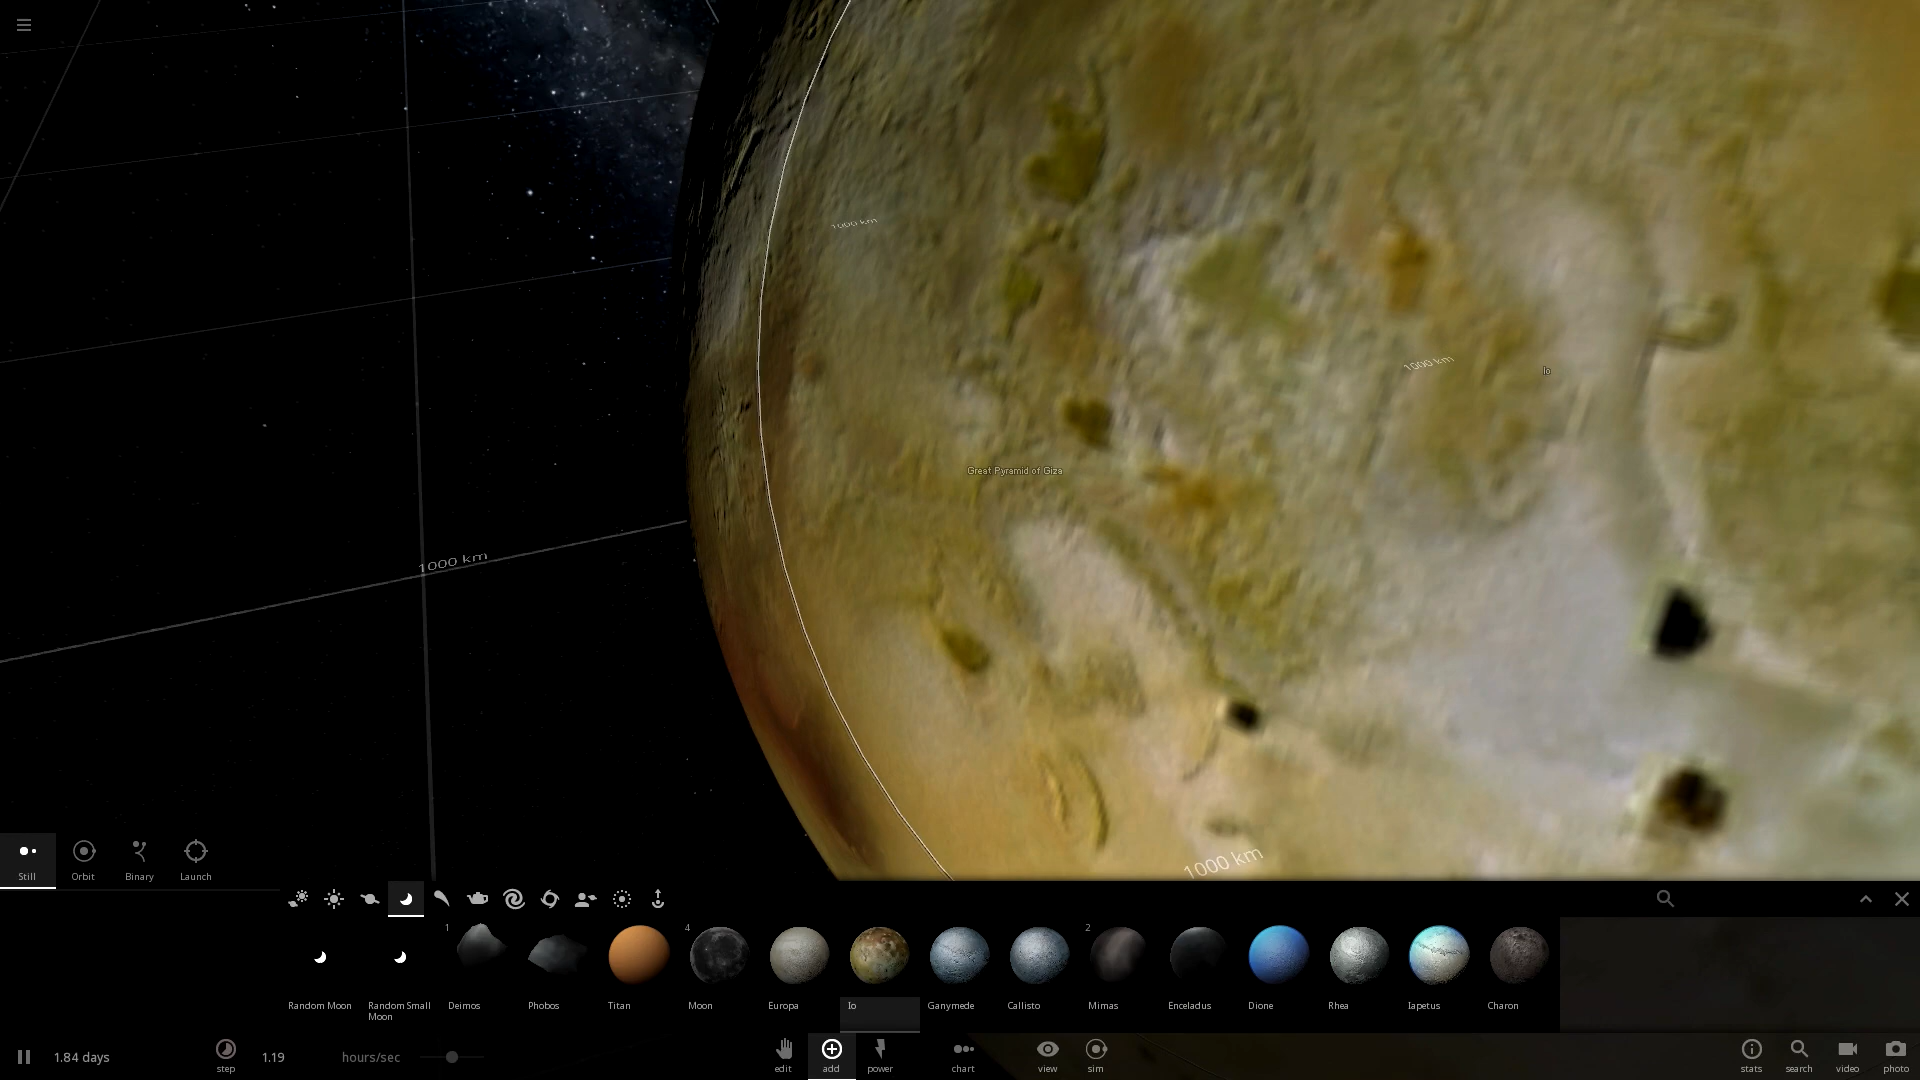 1000 km
1000 km
Io
Great Pyramid of Giza
1000 km
1000 km
Still
Orbit
Binary
Launch
1
4
2
Random Moon
Random Small
Moon
Deimos
Phobos
Titan
Moon
Europa
Io
Ganymede
Callisto
Mimas
Enceladus
Dione
Rhea
Iapetus
Charon
1.84 days
step
1.19
hours/sec
edit
add
power
chart
view
sim
stats
search
video
photo